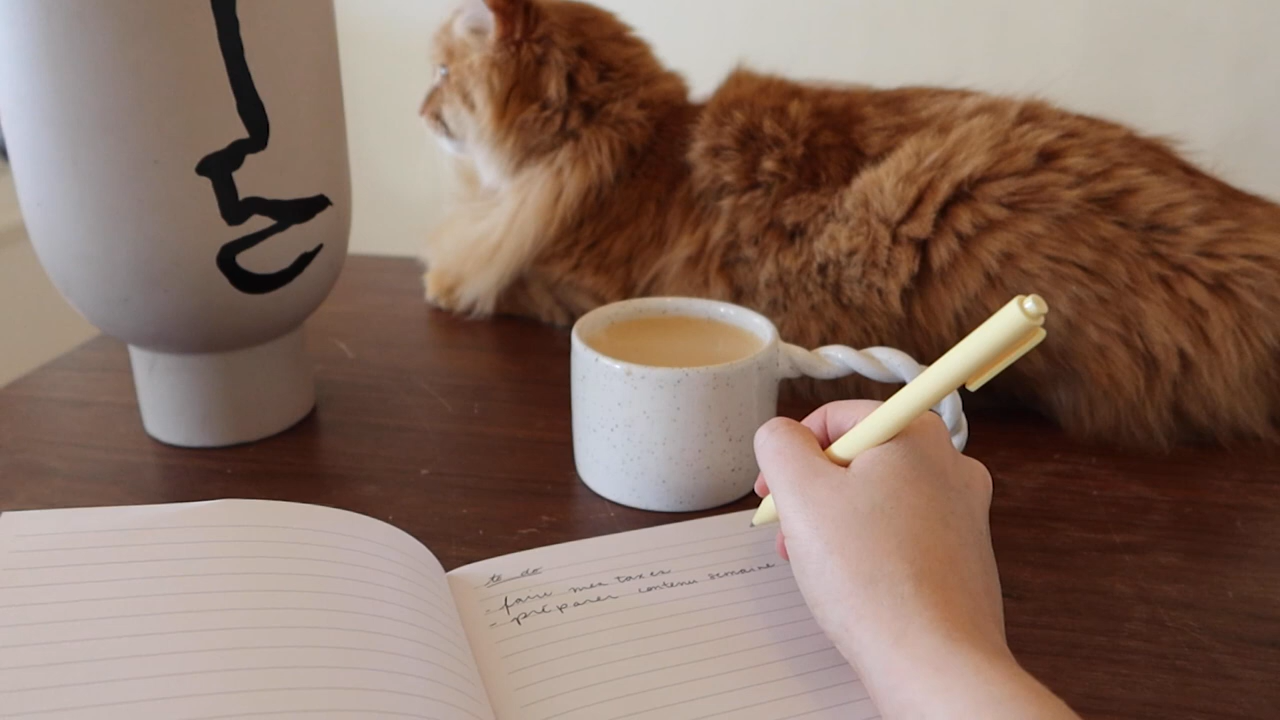 to do
- faire mes taxes
- préparer contenu semaine